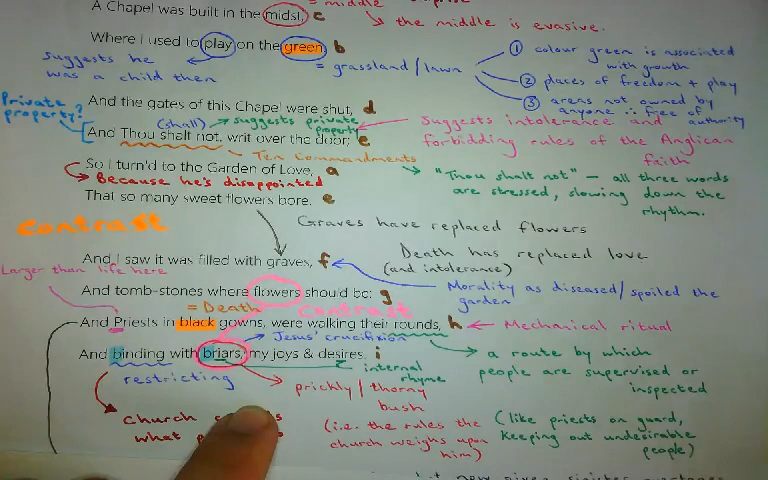 = middle
A Chapel was built in the midst, c
↘ the middle is evasive.
Where I used to play on the green. b
suggests he was a child then
= grassland / lawn
① colour green is associated with growth
② places of freedom + play
③ areas not owned by anyone ∴ free of authority
Private property?
And the gates of this Chapel were shut, d
(shall) → suggests private property
And Thou shalt not. writ over the door; e
Suggests intolerance and forbidding rules of the Anglican faith
- Ten Commandments
So I turn'd to the Garden of Love, a
"Thou shalt not" – all three words are stressed, slowing down the rhythm.
Because he's disappointed
That so many sweet flowers bore. e
Contrast
Graves have replaced flowers
And I saw it was filled with graves, f
Death has replaced love (and intolerance)
Larger than life here
And tomb-stones where flowers should be: g
Morality as diseased/spoiled the garden
= Death
Contrast
And Priests in black gowns, were walking their rounds, h
Mechanical ritual
→ Jesus' crucifixion
And binding with briars, my joys & desires. i
internal rhyme
a route by which people are supervised or inspected
restricting
prickly / thorny bush
church
what
(i.e. the rules the church weighs upon him)
(like priests on guard, keeping out undesirable people)